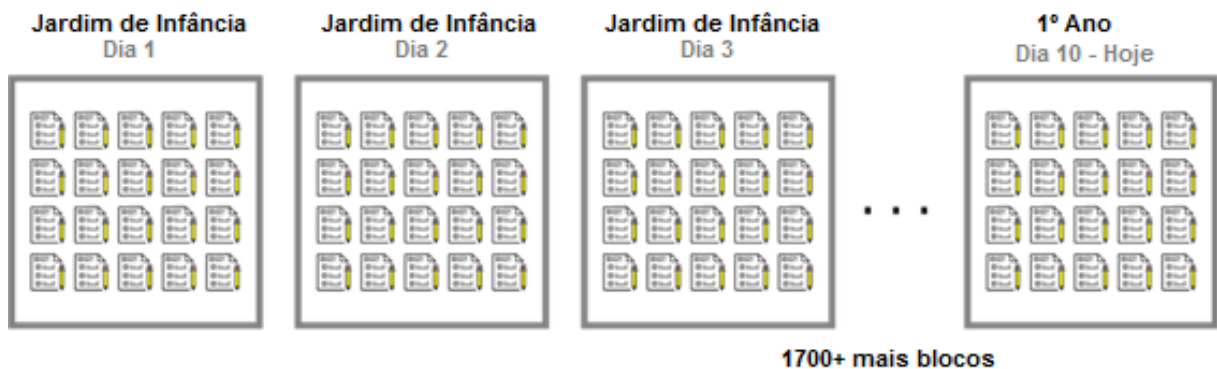 Jardim de Infância
Dia 1
Jardim de Infância
Dia 2
Jardim de Infância
Dia 3
1º Ano
Dia 10 - Hoje
. . .
1700+ mais blocos